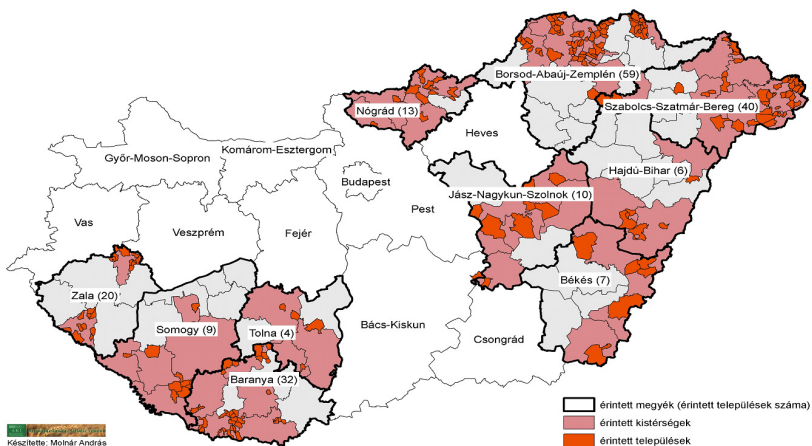 Borsod-Abaúj-Zemplén (59)
Szabolcs-Szatmár-Bereg (40)
Nógrád (13)
Heves
Győr-Moson-Sopron
Komárom-Esztergom
Hajdú-Bihar (6)
Budapest
Jász-Nagykun-Szolnok (10)
Pest
Vas
Veszprém
Fejér
Békés (7)
Zala (20)
Somogy (9)
Tolna (4)
Bács-Kiskun
Csongrád
Baranya (32)
érintett megyék (érintett települések száma)
érintett kistérségek
érintett települések
Készítette: Molnár András